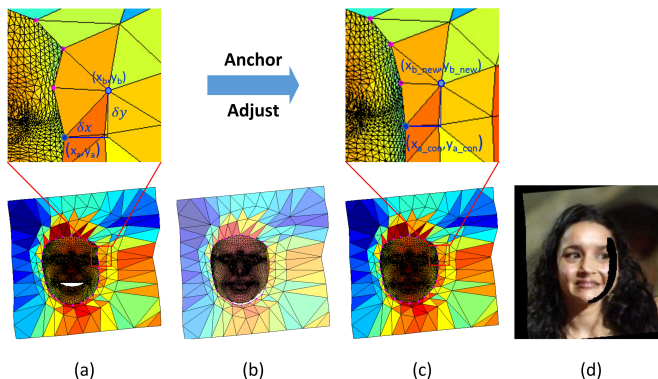 (x_b,y_b)
δx
δy
(x_a,y_a)
Anchor
Adjust
(x_b_new,y_b_new)
(x_a_con,y_a_con)
(a)
(b)
(c)
(d)